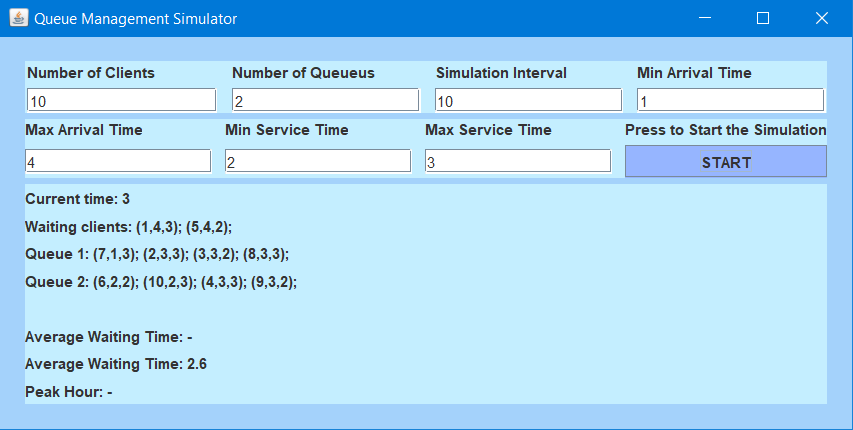 Queue Management Simulator
Number of Clients Number of Queueus Simulation Interval Min Arrival Time
10 2 10 1
Max Arrival Time Min Service Time Max Service Time Press to Start the Simulation
4 2 3 START
Current time: 3
Waiting clients: (1,4,3); (5,4,2);
Queue 1: (7,1,3); (2,3,3); (3,3,2); (8,3,3);
Queue 2: (6,2,2); (10,2,3); (4,3,3); (9,3,2);
Average Waiting Time: -
Average Waiting Time: 2.6
Peak Hour: -